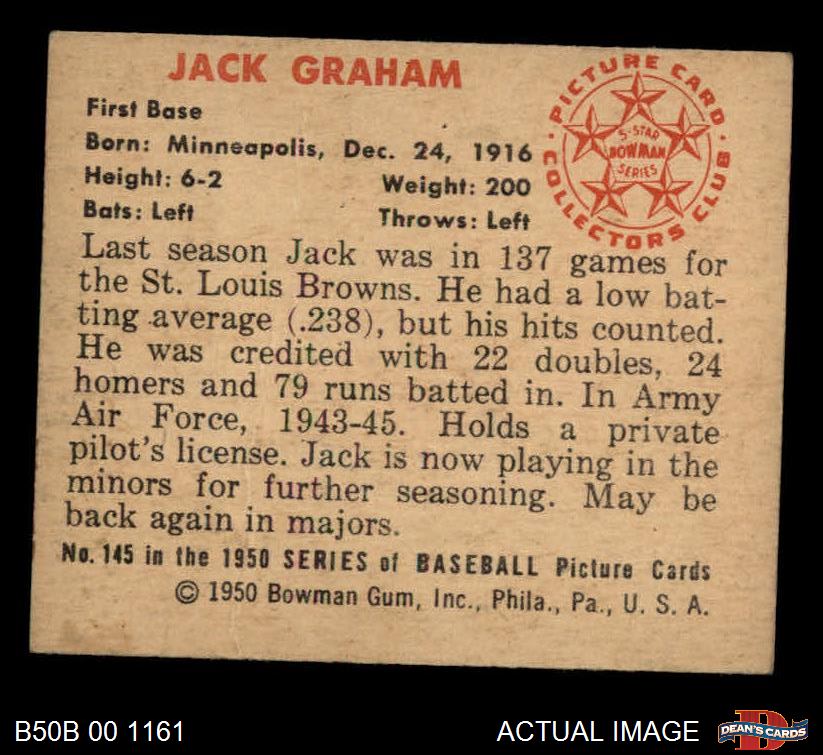 JACK GRAHAM
First Base
Born: Minneapolis, Dec. 24, 1916
Height: 6-2 Weight: 200
Bats: Left Throws: Left
PICTURE CARD
COLLECTORS CLUB
5-STAR
BOWMAN
SERIES
Last season Jack was in 137 games for
the St. Louis Browns. He had a low bat-
ting average (.238), but his hits counted.
He was credited with 22 doubles, 24
homers and 79 runs batted in. In Army
Air Force, 1943-45. Holds a private
pilot's license. Jack is now playing in the
minors for further seasoning. May be
back again in majors.
No. 145 in the 1950 SERIES of BASEBALL Picture Cards
© 1950 Bowman Gum, Inc., Phila., Pa., U. S. A.
B50B 00 1161 ACTUAL IMAGE
D
DEAN'S CARDS